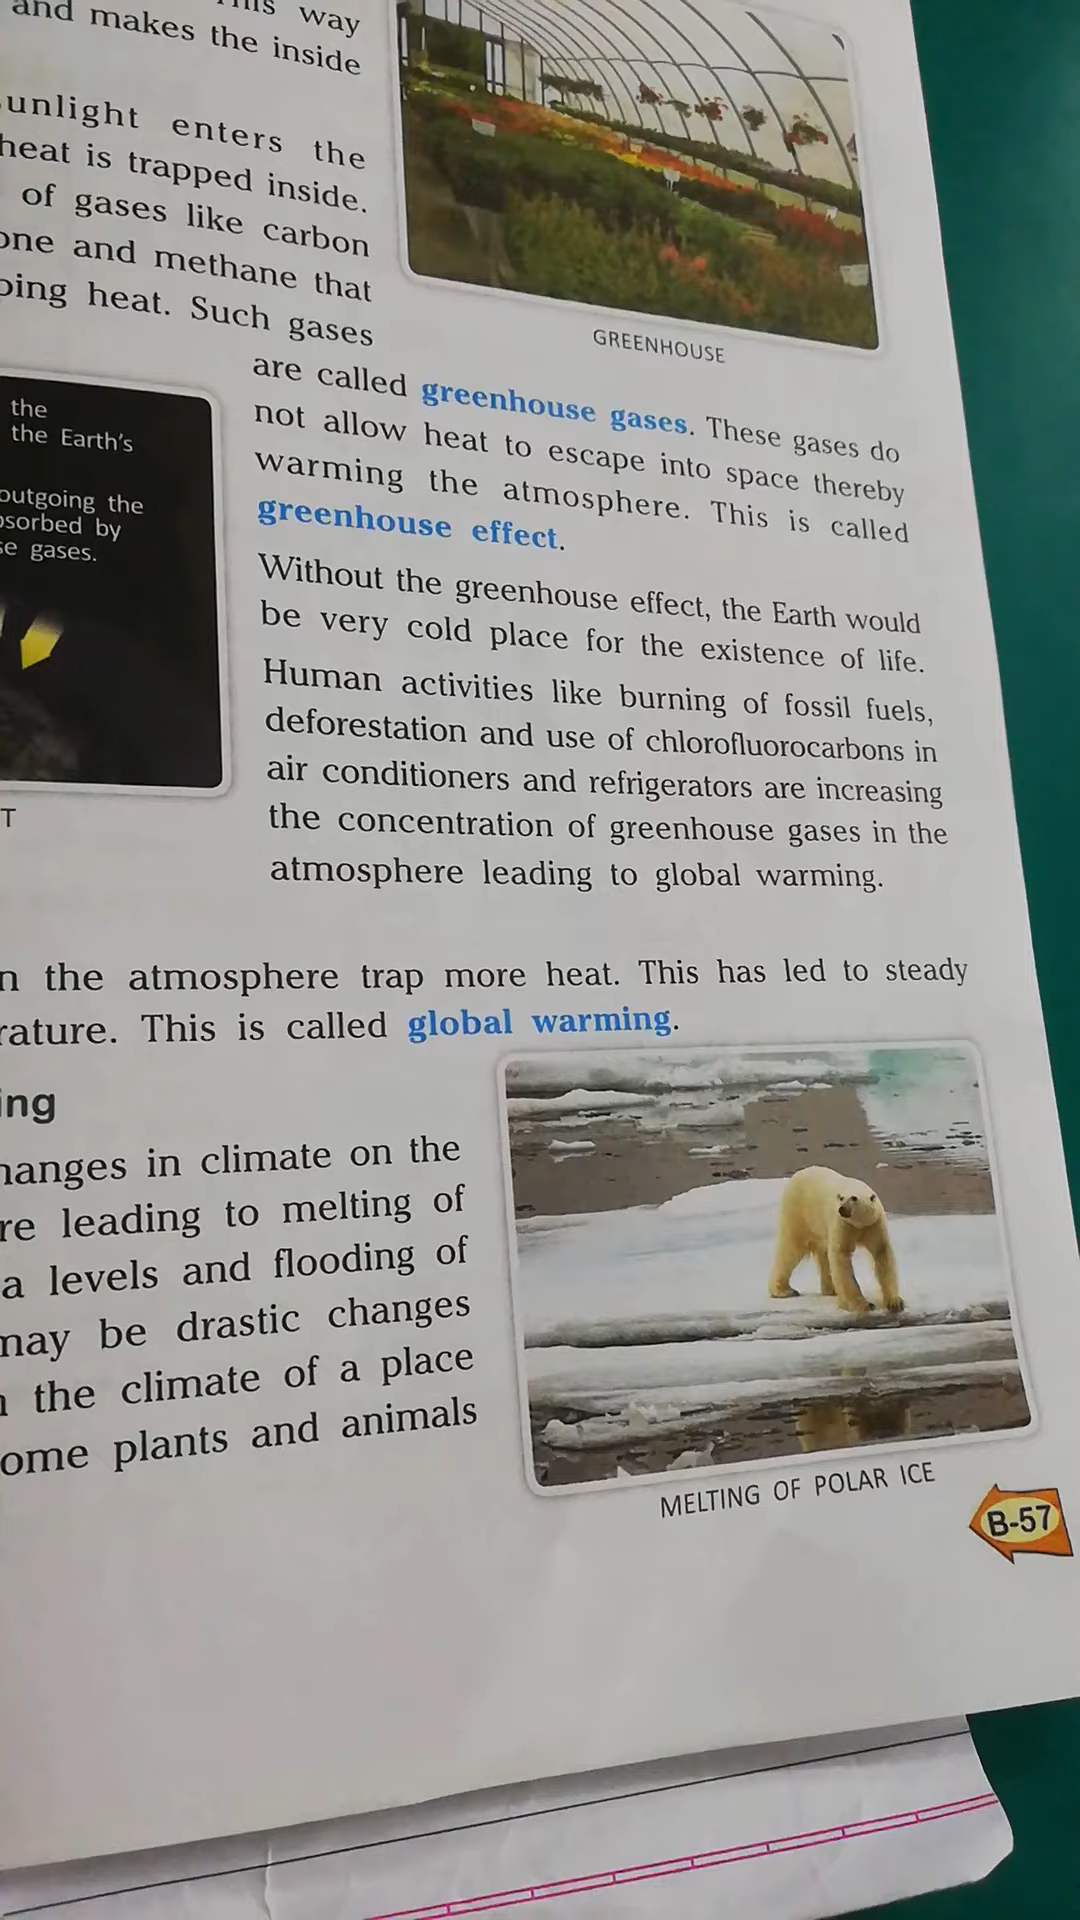 way
and makes the inside
enters the
heat is trapped inside.
of gases like carbon
and methane that
heat. Such gases
GREENHOUSE
are called greenhouse gases. These gases do
not allow heat to escape into space thereby
warming the atmosphere. This is called
greenhouse effect.
the
the Earth's
outgoing the
by
gases.
Without the greenhouse effect, the Earth would
be very cold place for the existence of life.
Human activities like burning of fossil fuels,
deforestation and use of chlorofluorocarbons in
air conditioners and refrigerators are increasing
the concentration of greenhouse gases in the
atmosphere leading to global warming.
T
n the atmosphere trap more heat. This has led to steady
rature. This is called global warming.
ing
hanges in climate on the
re leading to melting of
a levels and flooding of
may be drastic changes
the climate of a place
ome plants and animals
MELTING OF POLAR ICE
B-57